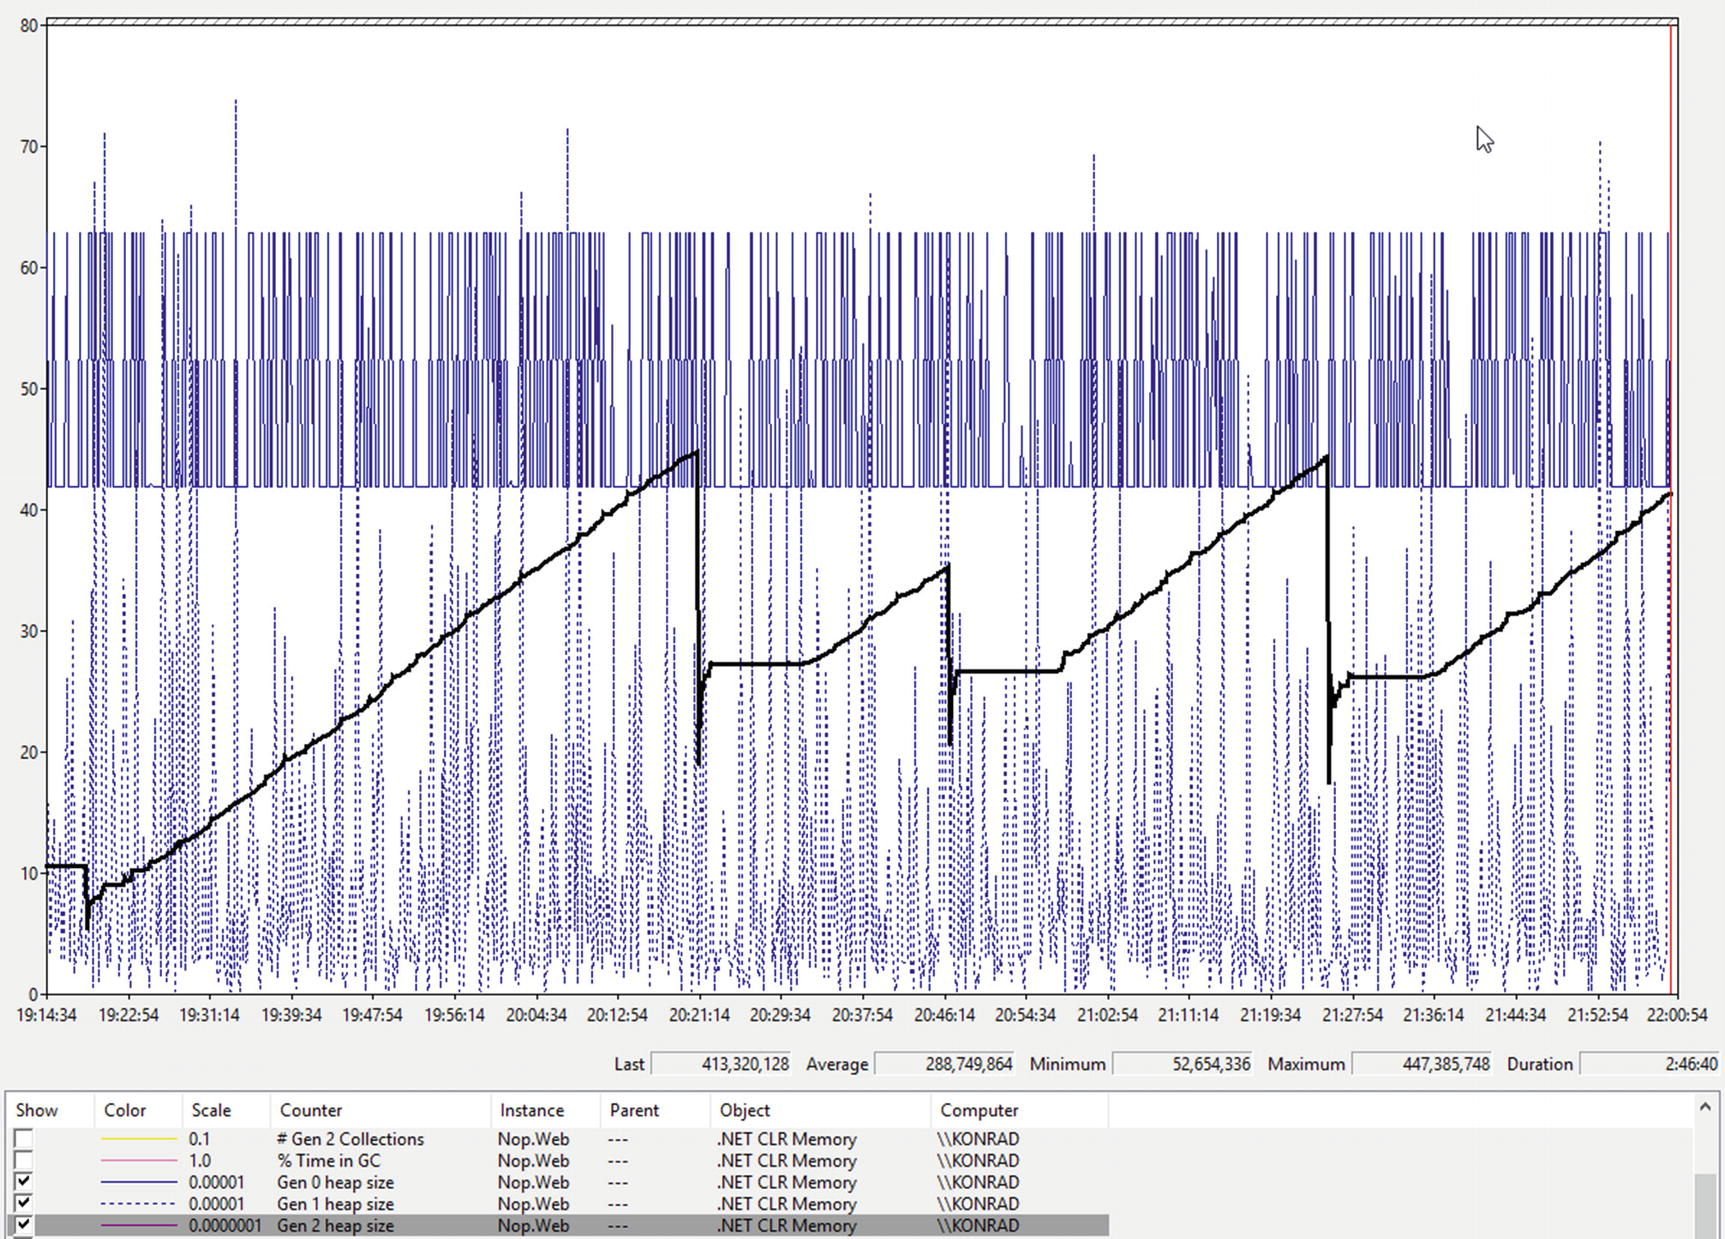 80
70
60
50
40
30
20
10
0
19:14:34 19:22:54 19:31:14 19:39:34 19:47:54 19:56:14 20:04:34 20:12:54 20:21:14 20:29:34 20:37:54 20:46:14 20:54:34 21:02:54 21:11:14 21:19:34 21:27:54 21:36:14 21:44:34 21:52:54 22:00:54
Last 413,320,128 Average 288,749,864 Minimum 52,654,336 Maximum 447,385,748 Duration 2:46:40
Show Color Scale Counter Instance Parent Object Computer
0.1 # Gen 2 Collections Nop.Web --- .NET CLR Memory \\KONRAD
1.0 % Time in GC Nop.Web --- .NET CLR Memory \\KONRAD
0.00001 Gen 0 heap size Nop.Web --- .NET CLR Memory \\KONRAD
0.00001 Gen 1 heap size Nop.Web --- .NET CLR Memory \\KONRAD
0.0000001 Gen 2 heap size Nop.Web --- .NET CLR Memory \\KONRAD